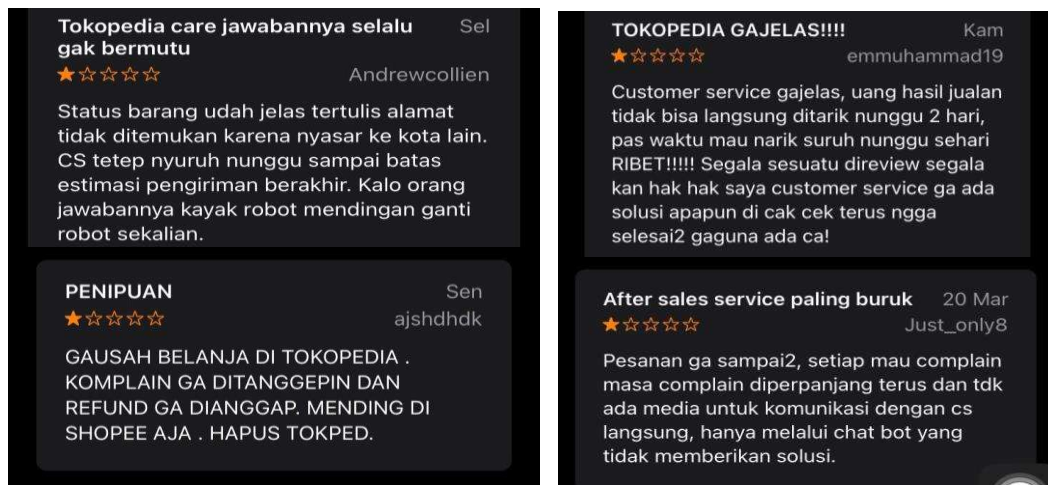 Tokopedia care jawabannya selalu
gak bermutu
Sel
Andrewcollien
Status barang udah jelas tertulis alamat
tidak ditemukan karena nyasar ke kota lain.
CS tetep nyuruh nunggu sampai batas
estimasi pengiriman berakhir. Kalo orang
jawabannya kayak robot mendingan ganti
robot sekalian.
PENIPUAN
Sen
ajshdhdk
GAUSAH BELANJA DI TOKOPEDIA .
KOMPLAIN GA DITANGGEPIN DAN
REFUND GA DIANGGAP. MENDING DI
SHOPEE AJA . HAPUS TOKPED.
TOKOPEDIA GAJELAS!!!!
Kam
emmuhammad19
Customer service gajelas, uang hasil jualan
tidak bisa langsung ditarik nunggu 2 hari,
pas waktu mau narik suruh nunggu sehari
RIBET!!!!! Segala sesuatu direview segala
kan hak hak saya customer service ga ada
solusi apapun di cak cek terus ngga
selesai2 gaguna ada ca!
After sales service paling buruk
20 Mar
Just_only8
Pesanan ga sampai2, setiap mau complain
masa complain diperpanjang terus dan tdk
ada media untuk komunikasi dengan cs
langsung, hanya melalui chat bot yang
tidak memberikan solusi.